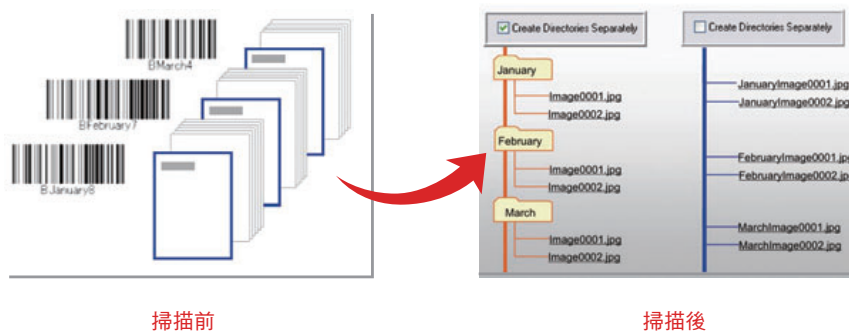 BMarch4
BFebruary7
BJanuary8
Create Directories Separately
January
Image0001.jpg
Image0002.jpg
February
Image0001.jpg
Image0002.jpg
March
Image0001.jpg
Image0002.jpg
Create Directories Separately
JanuaryImage0001.jpg
JanuaryImage0002.jpg
FebruaryImage0001.jpg
FebruaryImage0002.jp
MarchImage0001.jpg
MarchImage0002.jpg
掃描前
掃描後